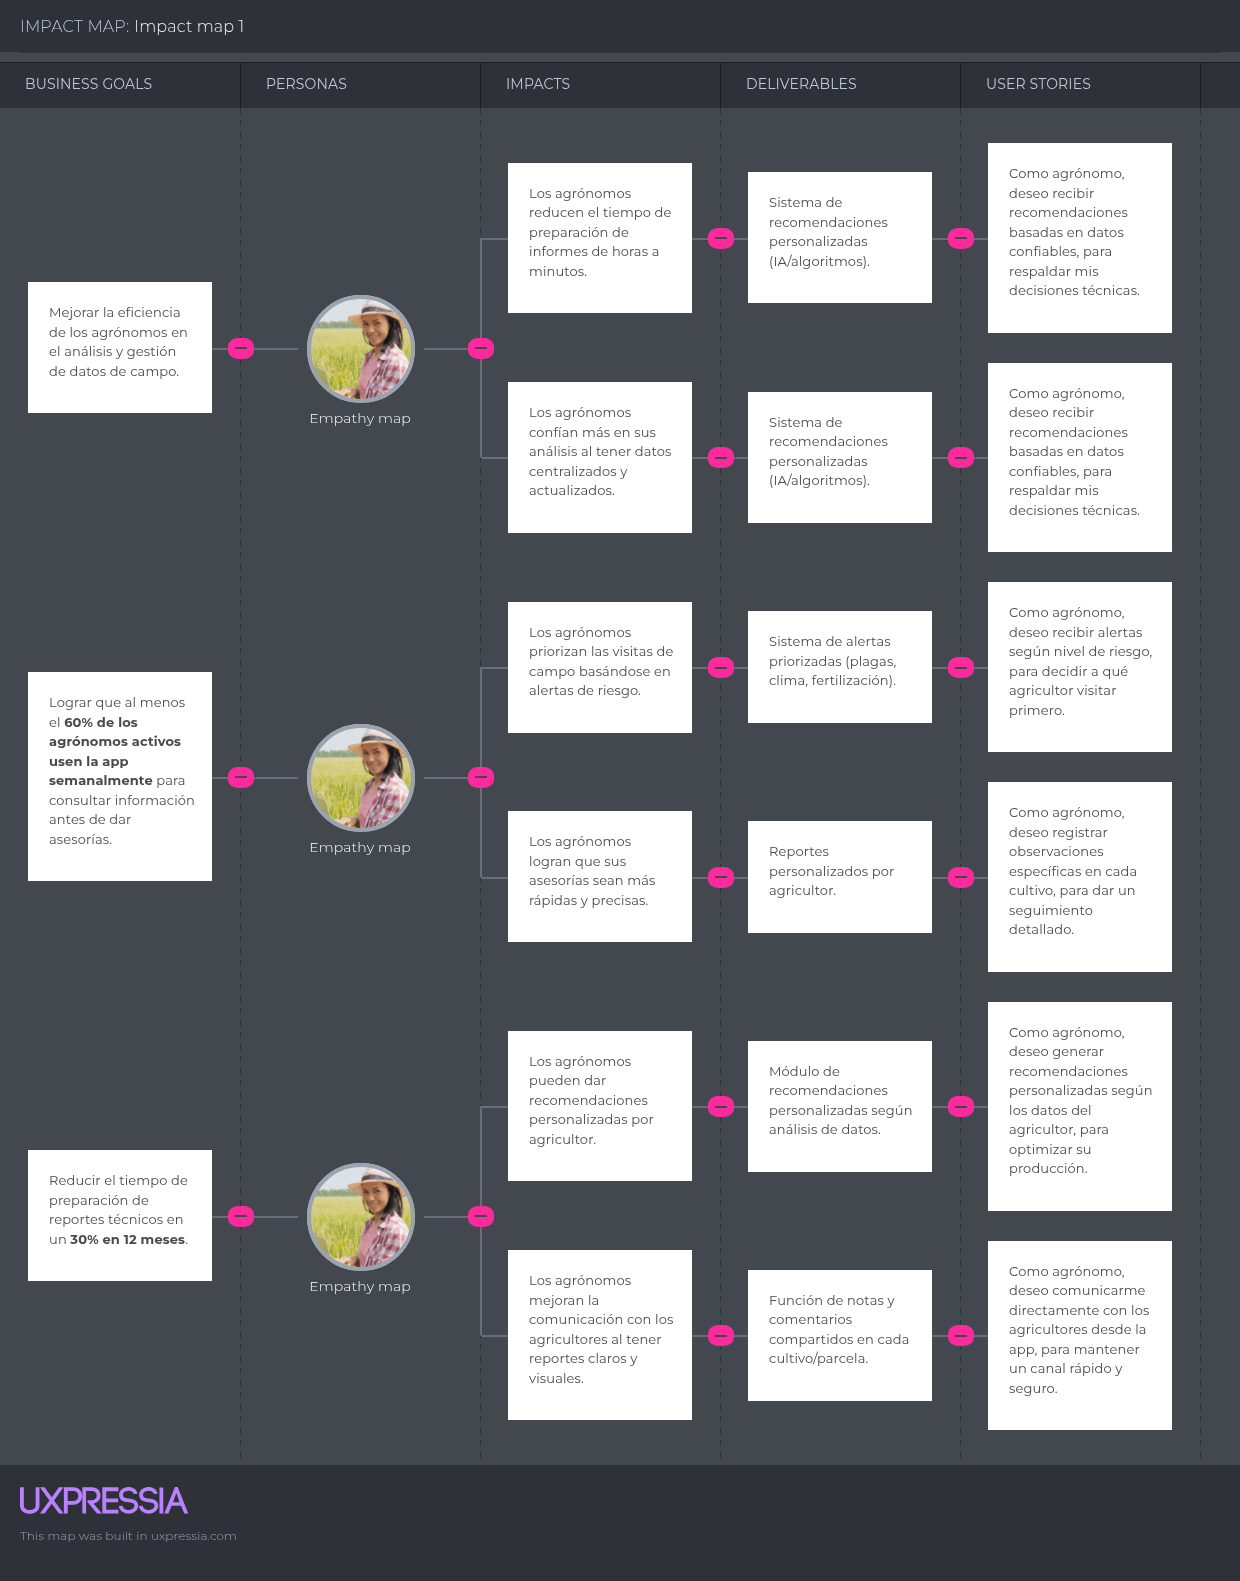 IMPACT MAP: Impact map 1
BUSINESS GOALS
PERSONAS
IMPACTS
DELIVERABLES
USER STORIES
Mejorar la eficiencia
de los agrónomos en
el análisis y gestión
de datos de campo.
Empathy map
Los agrónomos
reducen el tiempo de
preparación de
informes de horas a
minutos.
Sistema de
recomendaciones
personalizadas
(IA/algoritmos).
Como agrónomo,
deseo recibir
recomendaciones
basadas en datos
confiables, para
respaldar mis
decisiones técnicas.
Los agrónomos
confían más en sus
análisis al tener datos
centralizados y
actualizados.
Sistema de
recomendaciones
personalizadas
(IA/algoritmos).
Como agrónomo,
deseo recibir
recomendaciones
basadas en datos
confiables, para
respaldar mis
decisiones técnicas.
Lograr que al menos
el 60% de los
agrónomos activos
usen la app
semanalmente para
consultar información
antes de dar
asesorías.
Empathy map
Los agrónomos
priorizan las visitas de
campo basándose en
alertas de riesgo.
Sistema de alertas
priorizadas (plagas,
clima, fertilización).
Como agrónomo,
deseo recibir alertas
según nivel de riesgo,
para decidir a qué
agricultor visitar
primero.
Los agrónomos
logran que sus
asesorías sean más
rápidas y precisas.
Reportes
personalizados por
agricultor.
Como agrónomo,
deseo registrar
observaciones
específicas en cada
cultivo, para dar un
seguimiento
detallado.
Reducir el tiempo de
preparación de
reportes técnicos en
un 30% en 12 meses.
Empathy map
Los agrónomos
pueden dar
recomendaciones
personalizadas por
agricultor.
Módulo de
recomendaciones
personalizadas según
análisis de datos.
Como agrónomo,
deseo generar
recomendaciones
personalizadas según
los datos del
agricultor, para
optimizar su
producción.
Los agrónomos
mejoran la
comunicación con los
agricultores al tener
reportes claros y
visuales.
Función de notas y
comentarios
compartidos en cada
cultivo/parcela.
Como agrónomo,
deseo comunicarme
directamente con los
agricultores desde la
app, para mantener
un canal rápido y
seguro.
UXPRESSIA
This map was built in uxpressia.com